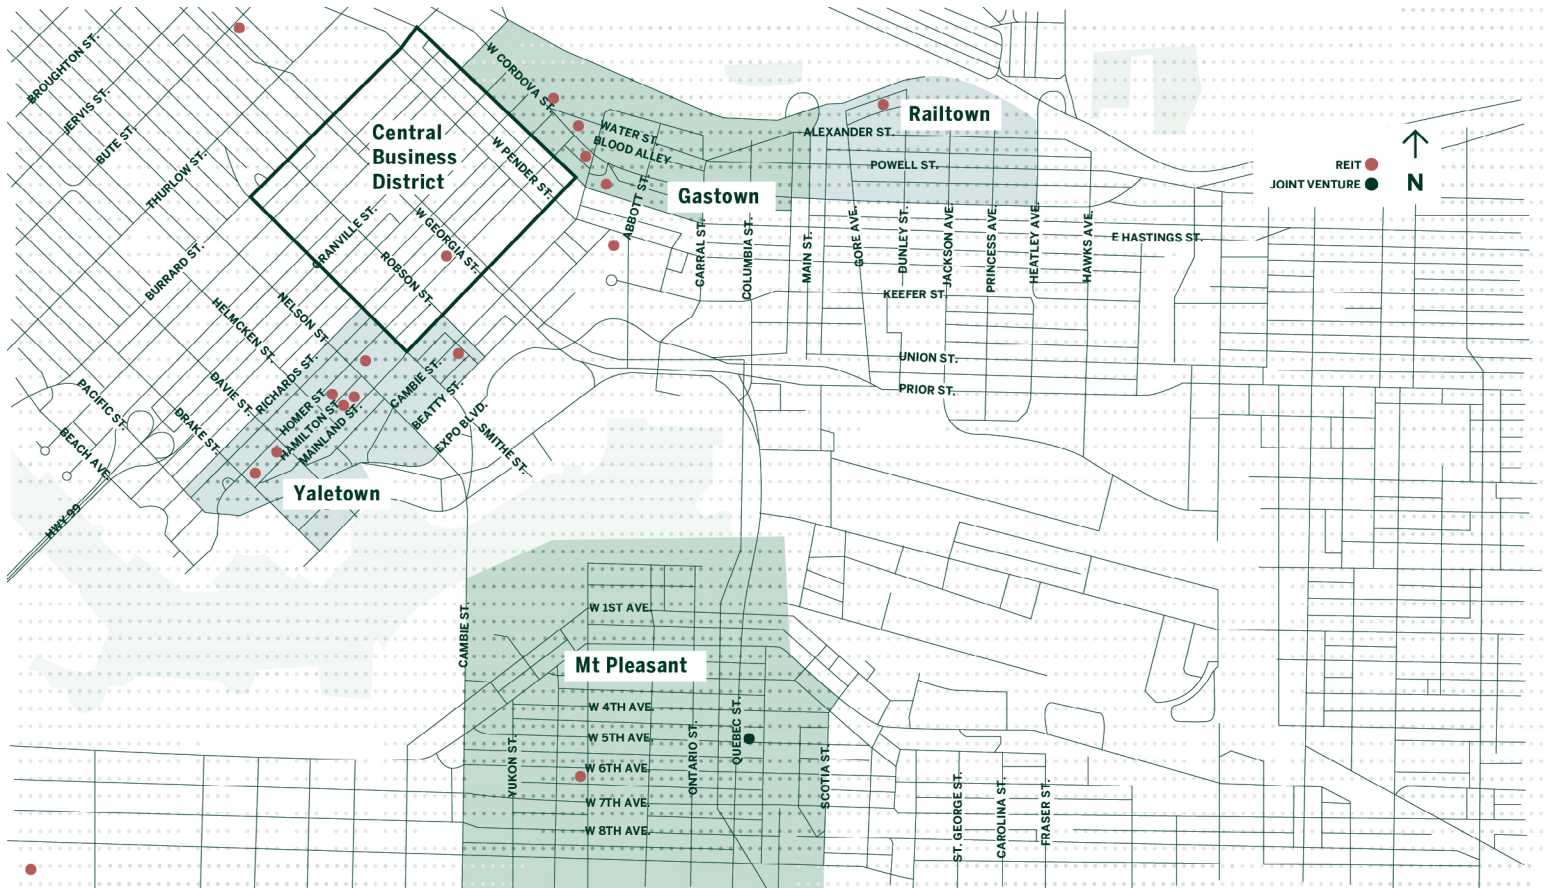 BROUGHTON ST.
JERVIS ST.
BUTE ST.
THURLOW ST.
BURRARD ST.
Central
Business
District
W CORDOVA ST.
W PENDER ST.
WATER ST.
BLOOD ALLEY
ABBOTT ST.
Gastown
ALEXANDER ST.
Railtown
POWELL ST.
REIT
JOINT VENTURE
N
GRANVILLE ST.
W GEORGIA ST.
ROBSON ST.
CARRAL ST.
COLUMBIA ST.
MAIN ST.
GORE AVE.
DUNLEY ST.
JACKSON AVE.
PRINCESS AVE.
HEATLEY AVE.
HAWKS AVE.
E HASTINGS ST.
KEEFER ST.
UNION ST.
PRIOR ST.
NELSON ST.
HELMCKEN ST.
RICHARDS ST.
DAVIE ST.
PACIFIC ST.
DRAKE ST.
BEACH AVE.
HWY 99
HOMER ST.
HAMILTON ST.
MAINLAND ST.
CAMBIE ST.
BEATTY ST.
EXPO BLVD.
SMITHE ST.
Yaletown
CAMBIE ST.
W 1ST AVE.
Mt Pleasant
W 4TH AVE.
W 5TH AVE.
W 6TH AVE.
W 7TH AVE.
W 8TH AVE.
YUKON ST.
ONTARIO ST.
QUEBEC ST.
SCOTIA ST.
ST. GEORGE ST.
CAROLINA ST.
FRASER ST.